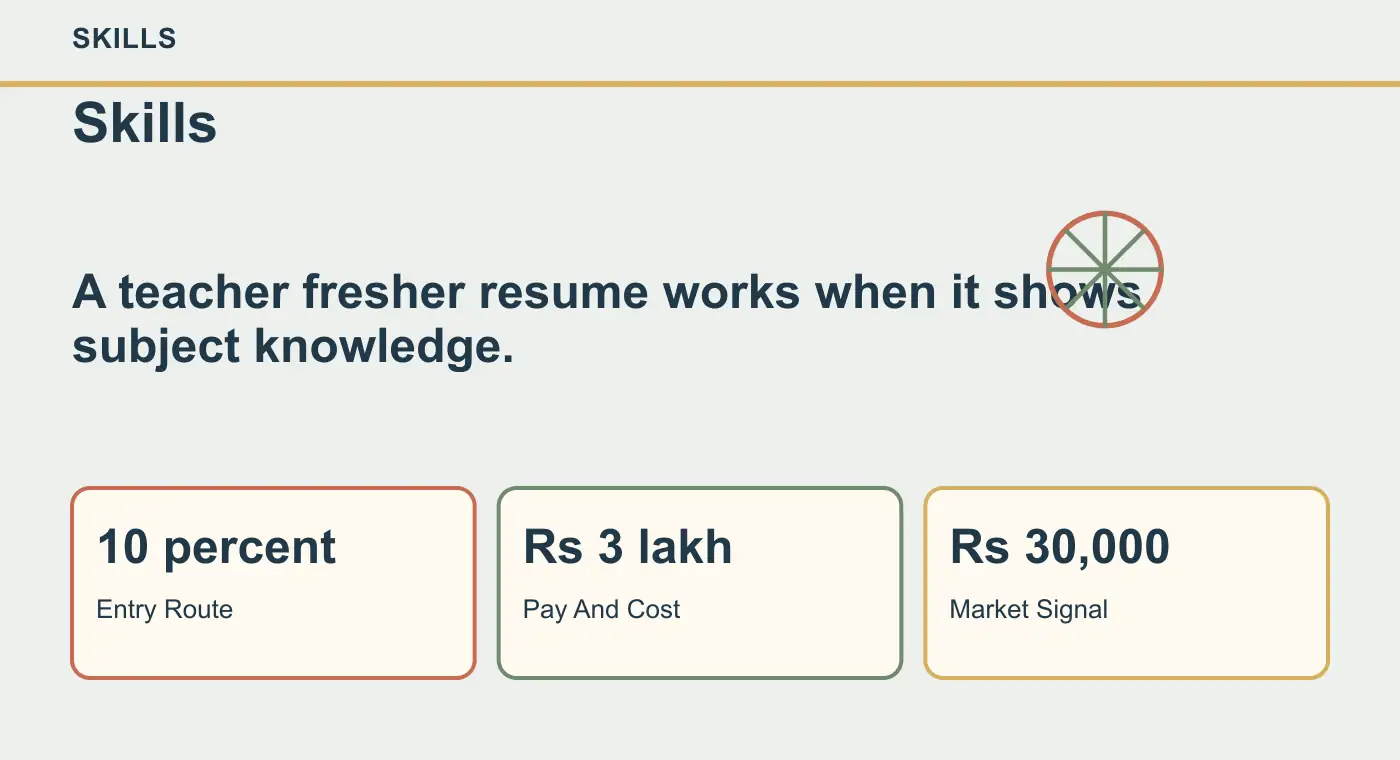 SKILLS
Skills
A teacher fresher resume works when it shows
subject knowledge.
10 percent
Entry Route
Rs 3 lakh
Pay And Cost
Rs 30,000
Market Signal